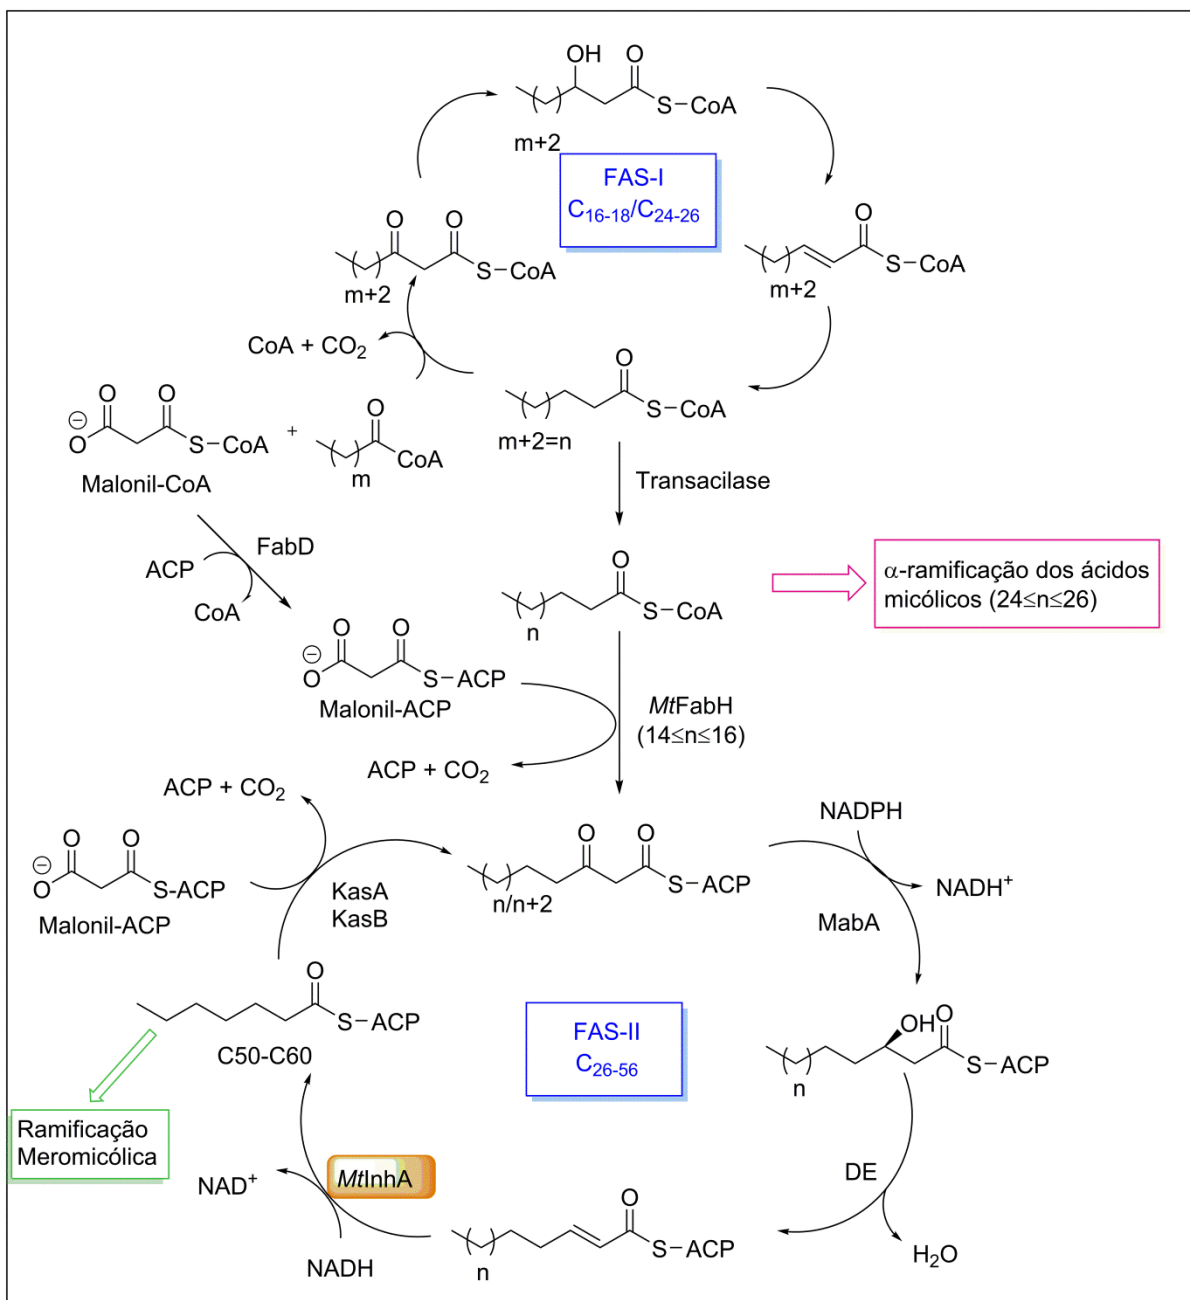 OH
O
S–CoA
m+2
FAS-I
C16-18/C24-26
O
O
S–CoA
m+2
O
S–CoA
m+2
CoA + CO2
O
O
⊖
O
S–CoA
Malonil-CoA
+
O
CoA
m
O
S–CoA
m+2=n
Transacilase
FabD
ACP
CoA
O
S–CoA
n
α-ramificação dos ácidos
micólicos (24≤n≤26)
O
O
⊖
O
S–ACP
Malonil-ACP
MtFabH
(14≤n≤16)
ACP + CO2
ACP + CO2
O
O
⊖
O
S-ACP
Malonil-ACP
KasA
KasB
O
O
S–ACP
n/n+2
NADPH
NADH+
MabA
O
S–ACP
C50-C60
FAS-II
C26-56
OH
O
S–ACP
n
Ramificação
Meromicólica
NAD+
MtInhA
NADH
O
S–ACP
n
DE
H2O